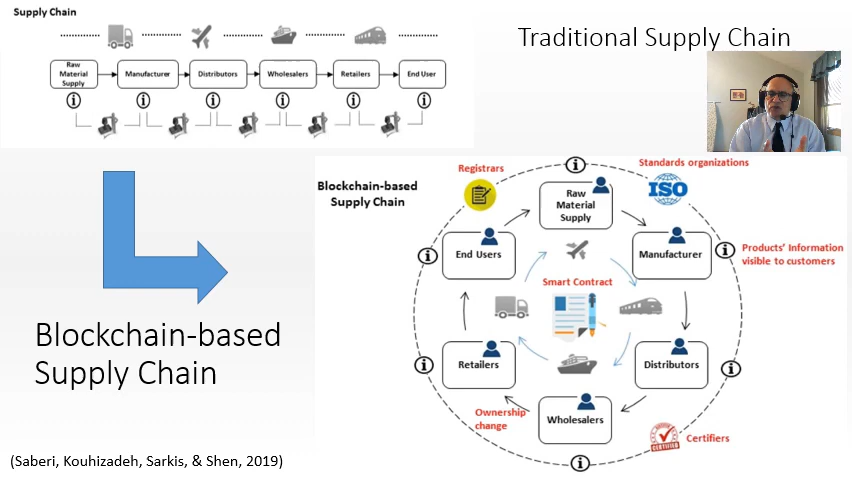 Supply Chain
Traditional Supply Chain
Raw
Material
Supply
Manufacturer
Distributors
Wholesalers
Retailers
End User
i
i
i
i
i
i
Blockchain-based
Supply Chain
(Saberi, Kouhizadeh, Sarkis, & Shen, 2019)
Blockchain-based
Supply Chain
Registrars
i
Standards organizations
ISO
Raw
Material
Supply
End Users
i
Manufacturer
i
Products' Information
visible to customers
Smart Contract
Retailers
i
Distributors
i
Ownership
change
Wholesalers
CERTIFIED
Certifiers
i